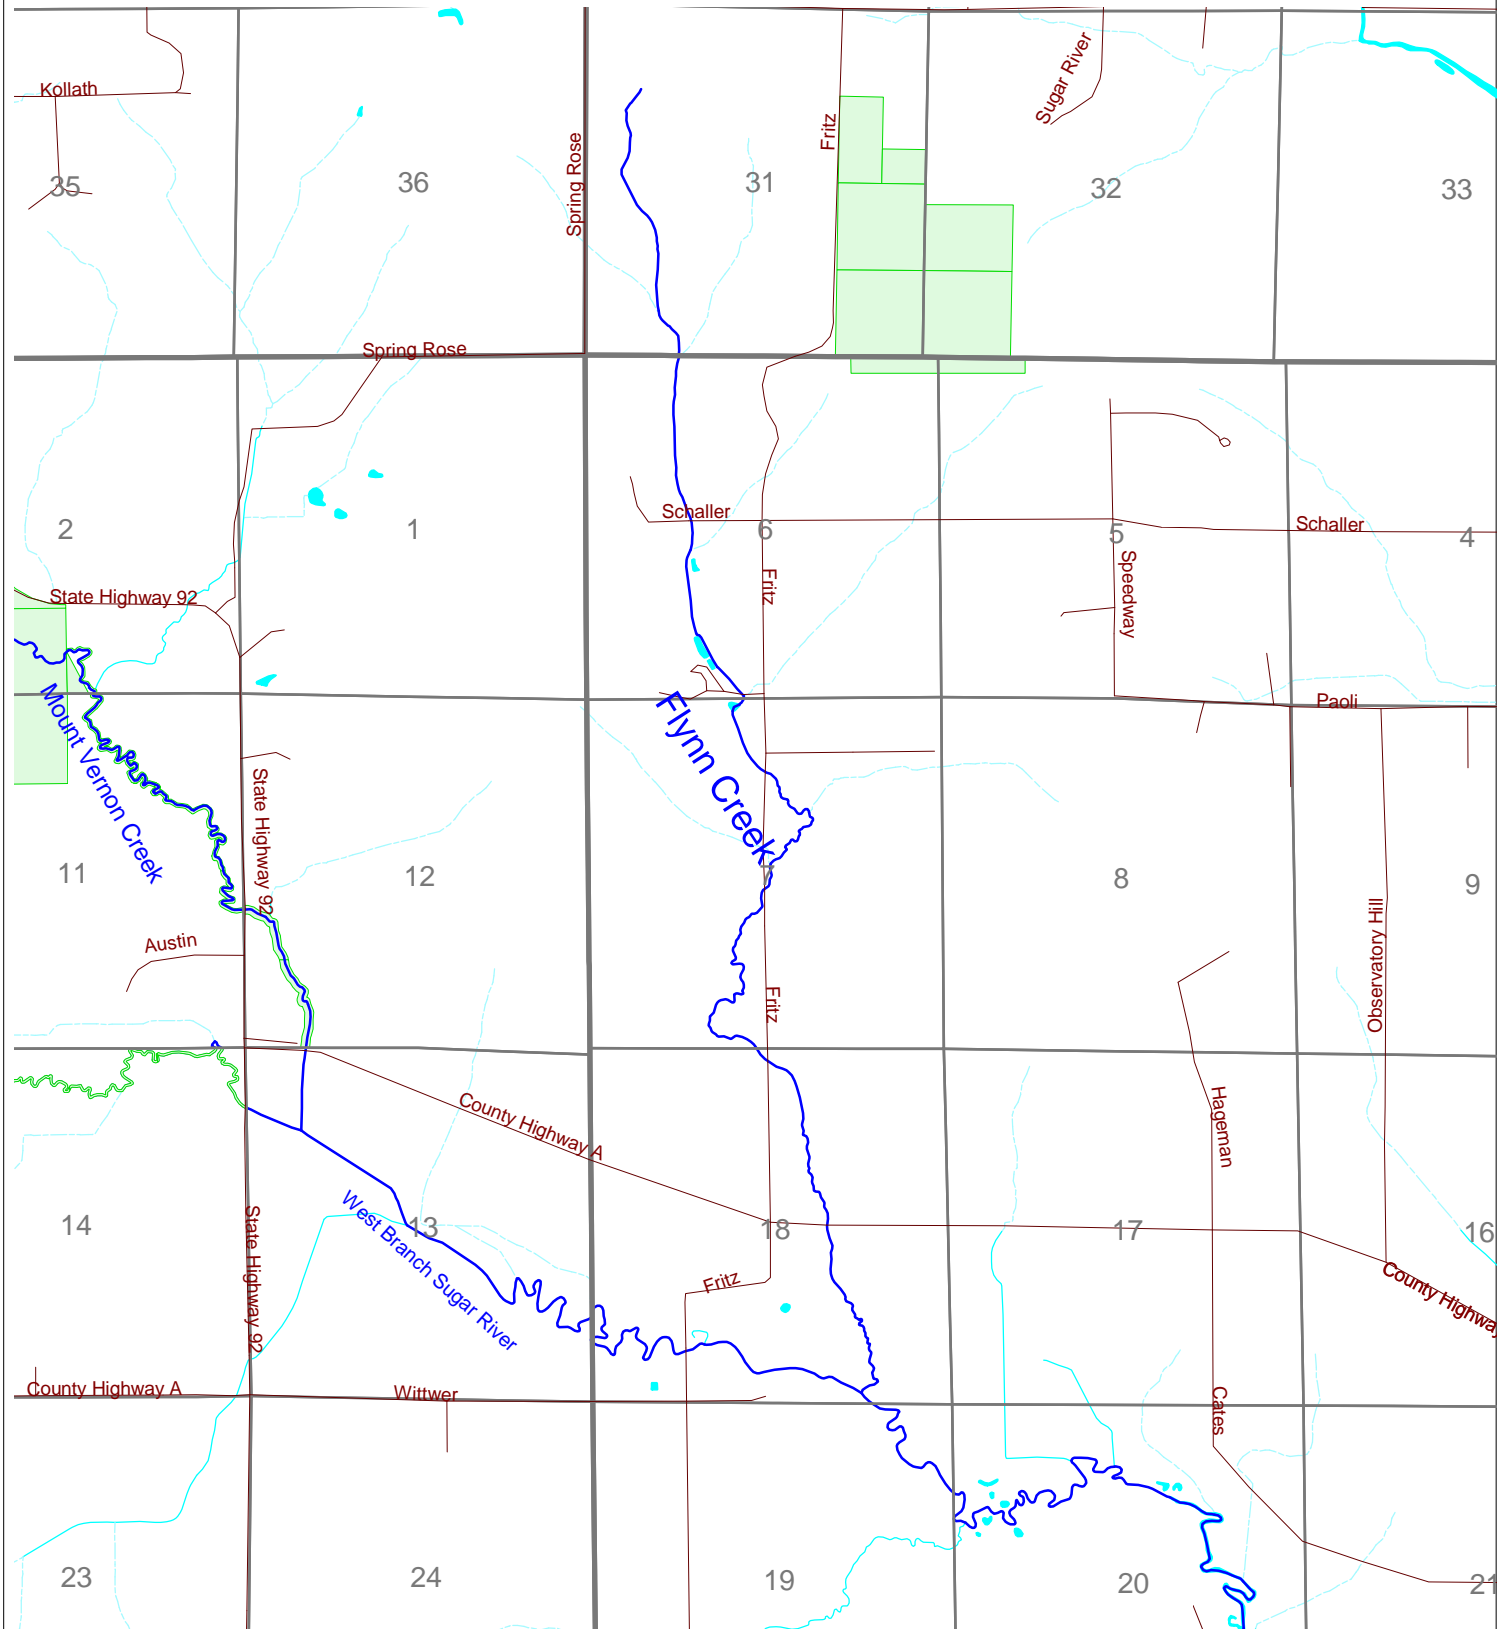 Kollath
Sugar River
Fritz
Spring Rose
35
36
31
32
33
Spring Rose
Schaller
Schaller
2
1
6
5
4
Fritz
Speedway
State Highway 92
Mount Vernon Creek
Flynn Creek
Paoli
State Highway 92
11
12
7
8
9
Austin
Observatory Hill
Fritz
Hageman
County Highway A
14
13
18
17
16
West Branch Sugar River
State Highway 92
Fritz
County Highway
County Highway A
Wittwer
Cates
23
24
19
20
21